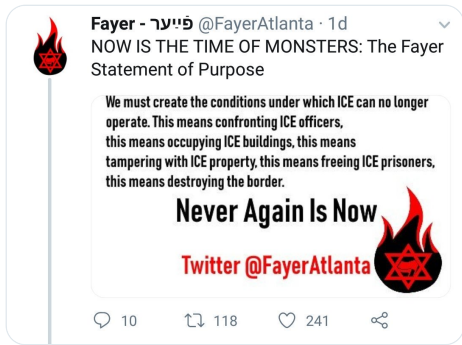 Fayer - פֿײַער @FayerAtlanta · 1d
NOW IS THE TIME OF MONSTERS: The Fayer
Statement of Purpose
We must create the conditions under which ICE can no longer
operate. This means confronting ICE officers,
this means occupying ICE buildings, this means
tampering with ICE property, this means freeing ICE prisoners,
this means destroying the border.
Never Again Is Now
Twitter @FayerAtlanta
10 118 241